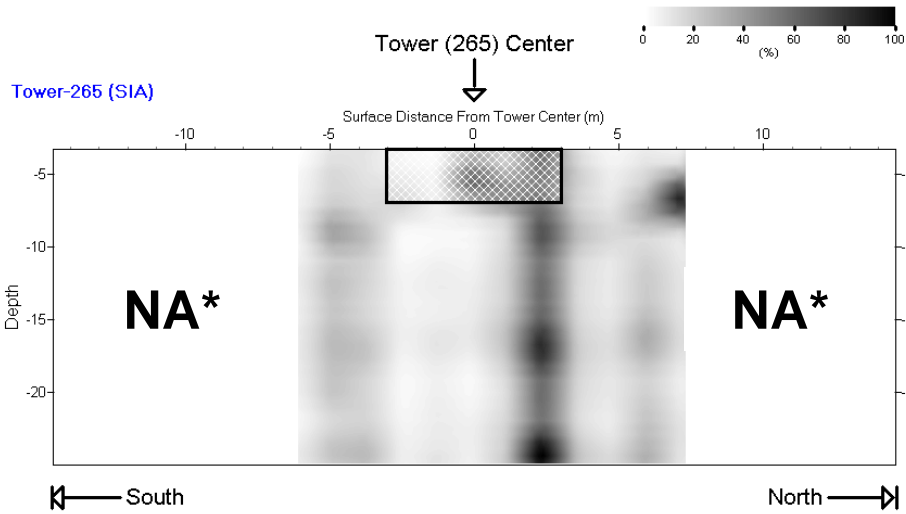 0 20 40 60 80 100
(%)
Tower (265) Center
Tower-265 (SIA)
Surface Distance From Tower Center (m)
-10 -5 0 5 10
-5
-10
-15
-20
Depth
NA* NA*
South North